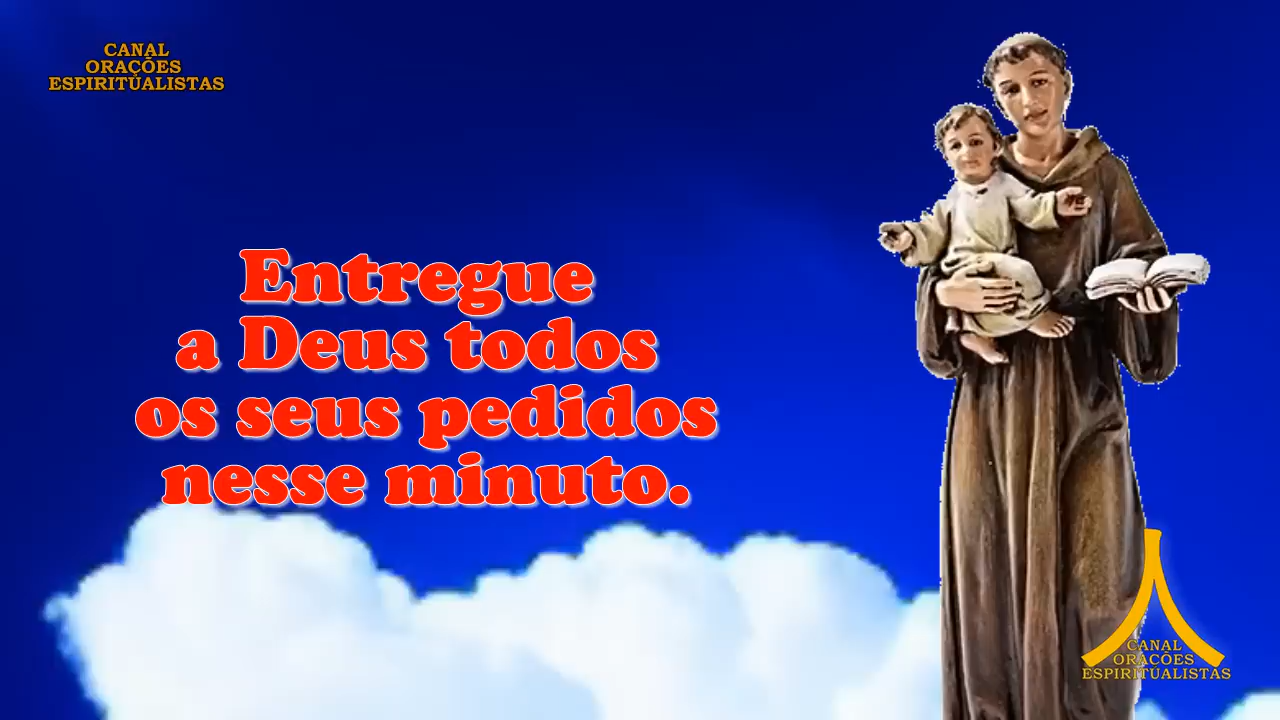 CANAL
ORAÇÕES
ESPIRITUALISTAS
Entregue
a Deus todos
os seus pedidos
nesse minuto.
CANAL
ORAÇÕES
ESPIRITUALISTAS